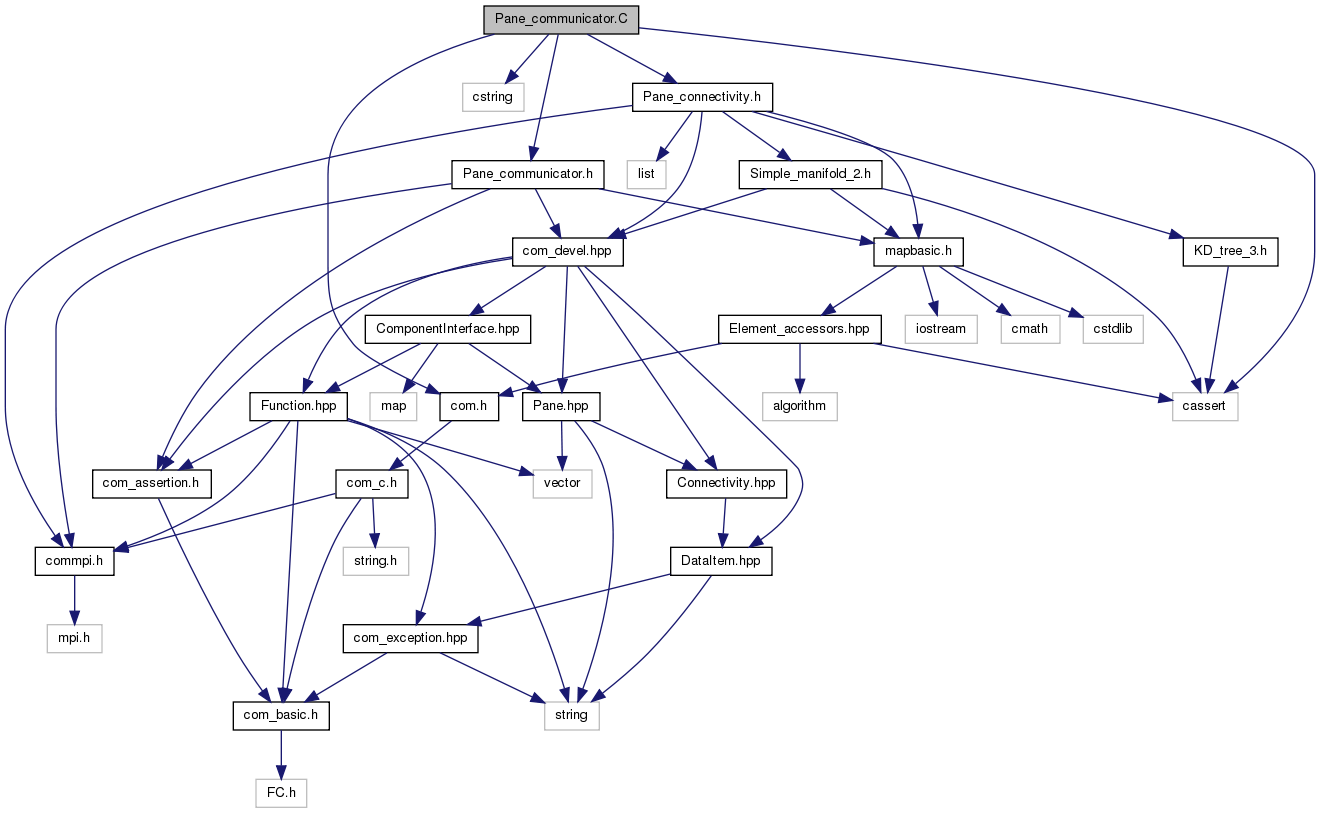 Pane_communicator.C
cstring
Pane_connectivity.h
Pane_communicator.h
list
Simple_manifold_2.h
com_devel.hpp
mapbasic.h
KD_tree_3.h
ComponentInterface.hpp
Element_accessors.hpp
iostream
cmath
cstdlib
Function.hpp
map
com.h
Pane.hpp
algorithm
cassert
com_assertion.h
com_c.h
vector
Connectivity.hpp
commpi.h
string.h
DataItem.hpp
mpi.h
com_exception.hpp
com_basic.h
string
FC.h